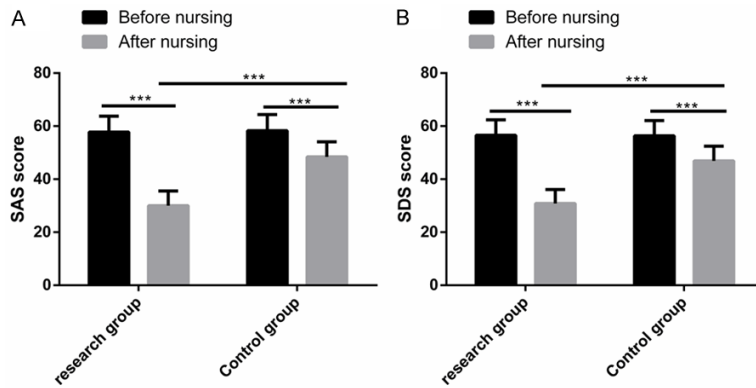 A
Before nursing
After nursing
SAS score
80
60
40
20
0
***
***
***
research group
Control group
B
Before nursing
After nursing
SDS score
80
60
40
20
0
***
***
***
research group
Control group